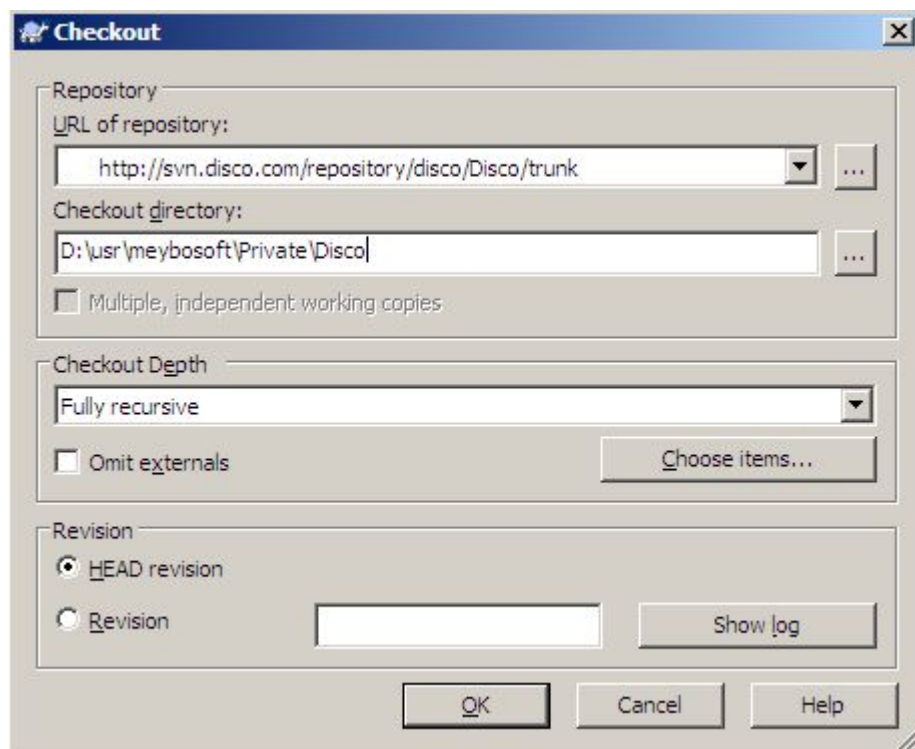 Checkout
Repository
URL of repository:
http://svn.disco.com/repository/disco/Disco/trunk
...
Checkout directory:
D:\usr\meybosoft\Private\Disco
...
Multiple, independent working copies
Checkout Depth
Fully recursive
Omit externals
Choose items...
Revision
HEAD revision
Revision
Show log
OK Cancel Help